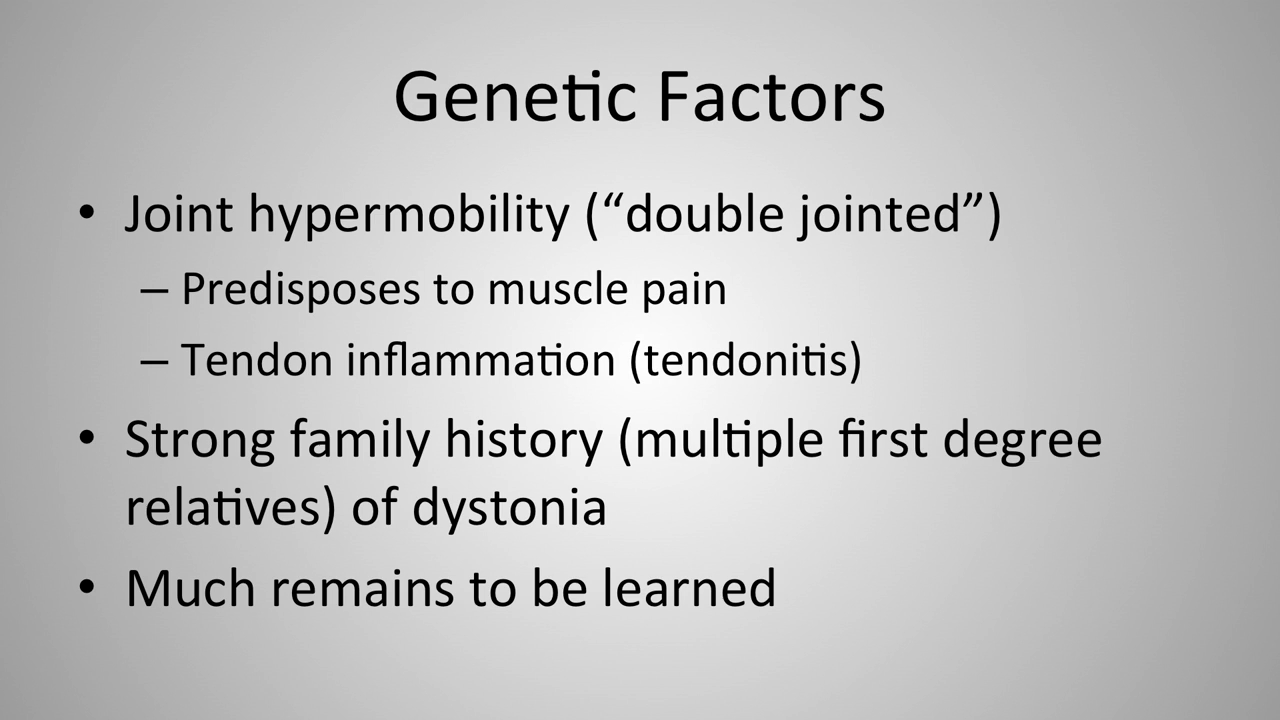 Genetic Factors
• Joint hypermobility (“double jointed”)
– Predisposes to muscle pain
– Tendon inflammation (tendonitis)
• Strong family history (multiple first degree
relatives) of dystonia
• Much remains to be learned